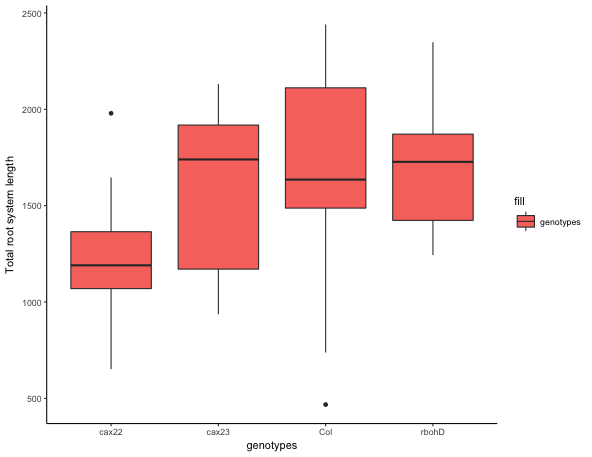 Total root system length
2500
2000
1500
1000
500
cax22 cax23 Col rbohD
genotypes
fill
genotypes